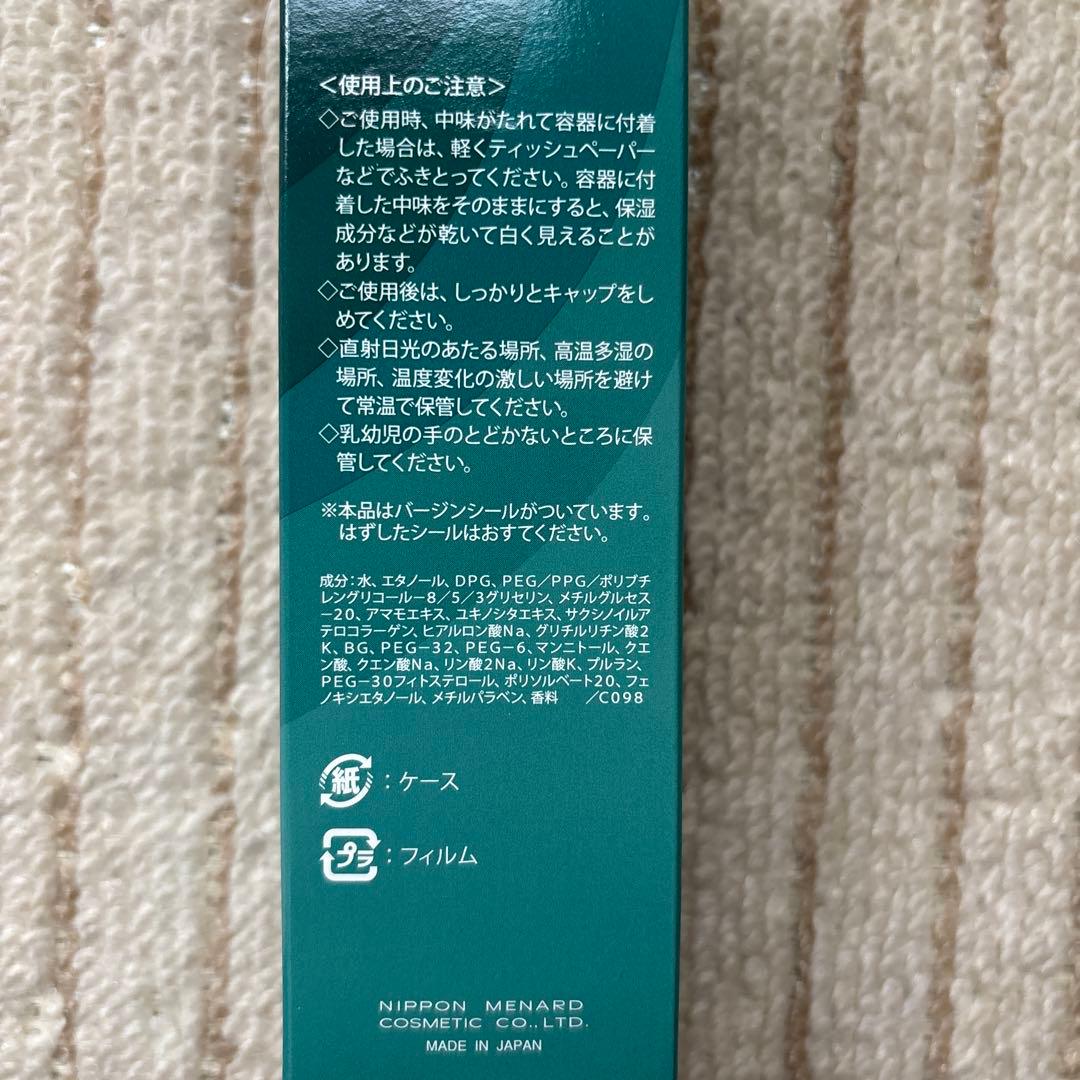 ＜使用上のご注意＞
◇ご使用時、中味がたれて容器に付着
した場合は、軽くティッシュペーパー
などでふきとってください。容器に付
着した中味をそのままにすると、保湿
成分などが乾いて白く見えることが
あります。
◇ご使用後は、しっかりとキャップをし
めてください。
◇直射日光のあたる場所、高温多湿の
場所、温度変化の激しい場所を避け
て常温で保管してください。
◇乳幼児の手のとどかないところに保
管してください。
※本品はバージンシールがついています。
はずしたシールはおすてください。
成分：水、エタノール、DPG、PEG／PPG／ポリブチ
レングリコール－8／5／3グリセリン、メチルグルセス
－20、アマモエキス、ユキノシタエキス、サクシノイルア
テロコラーゲン、ヒアルロン酸Na、グリチルリチン酸2
K、BG、PEG－32、PEG－6、マンニトール、クエ
ン酸、クエン酸Na、リン酸2Na、リン酸K、プルラン、
PEG－30フィトステロール、ポリソルベート20、フェ
ノキシエタノール、メチルパラベン、香料　／C098
紙：ケース
プラ：フィルム
NIPPON MENARD
COSMETIC CO.,LTD.
MADE IN JAPAN